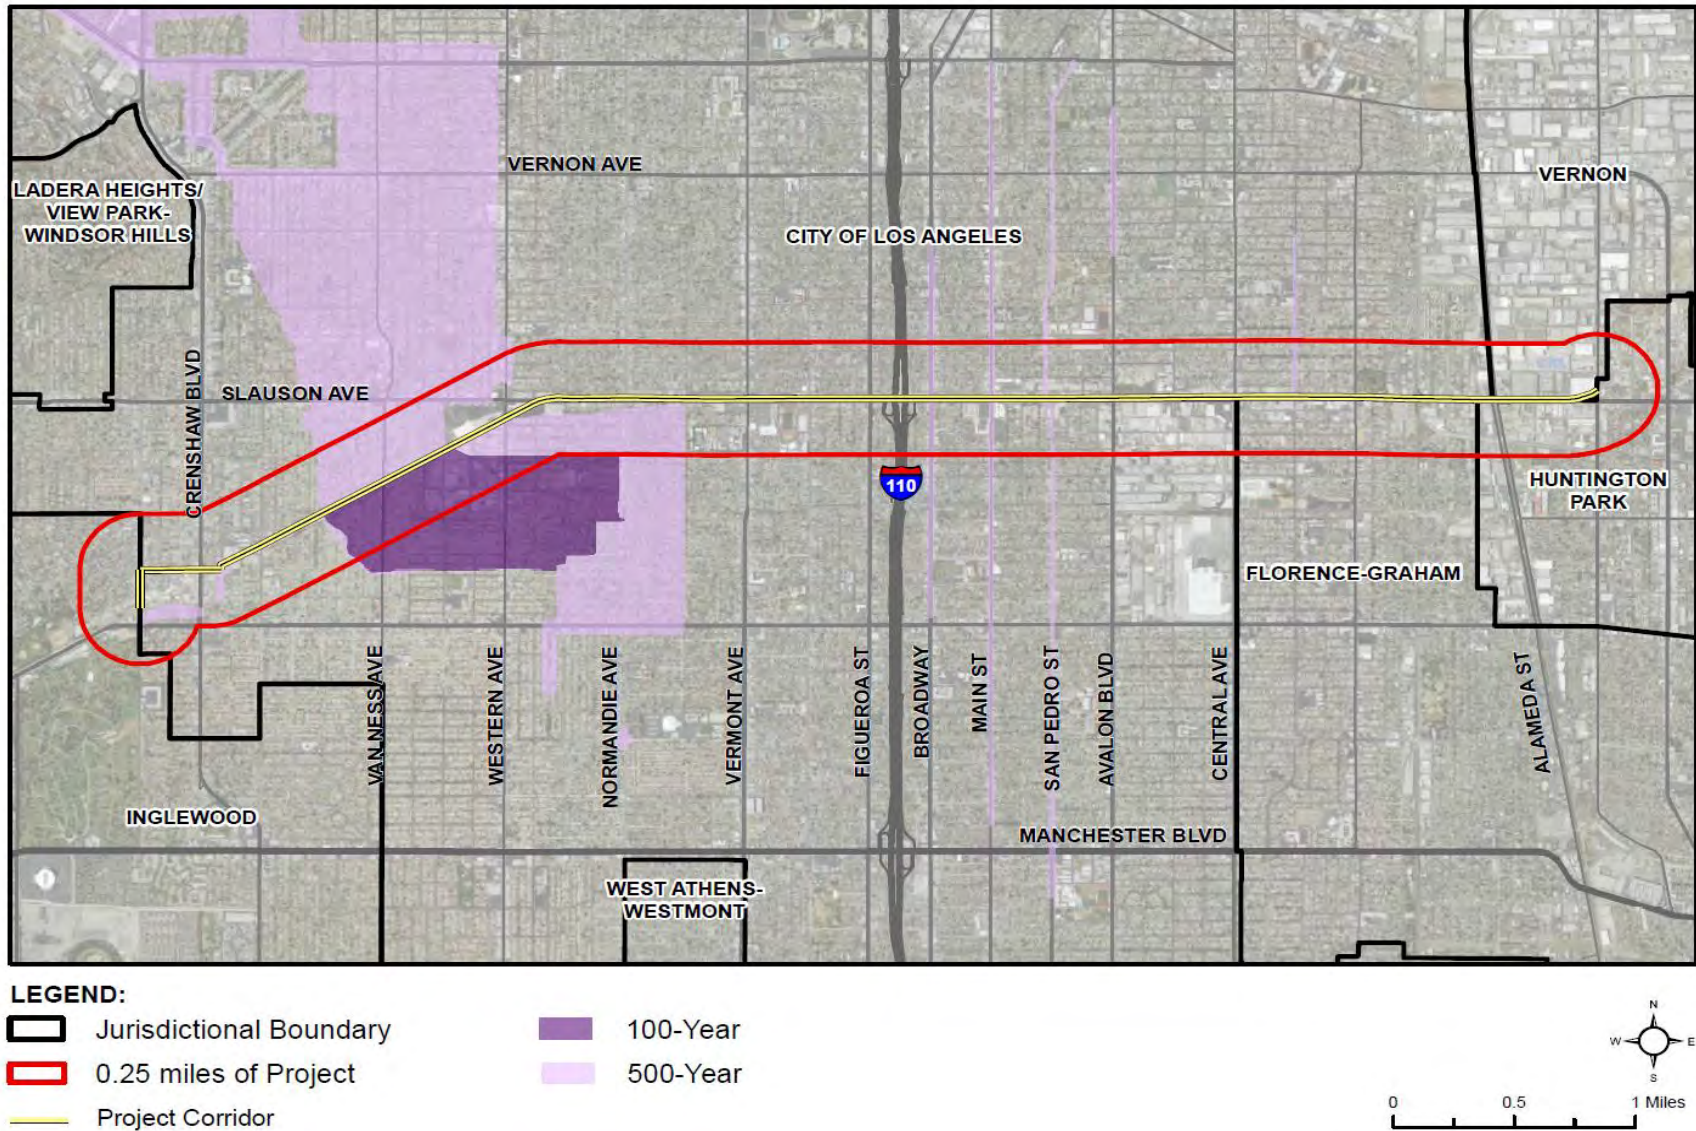 VERNON AVE
VERNON
LADERA HEIGHTS/
VIEW PARK-
WINDSOR HILLS
CITY OF LOS ANGELES
CRENSHAW BLVD
SLAUSON AVE
110
HUNTINGTON
PARK
FLORENCE-GRAHAM
VAN NESS AVE
WESTERN AVE
NORMANDIE AVE
VERMONT AVE
FIGUEROA ST
BROADWAY
MAIN ST
SAN PEDRO ST
AVALON BLVD
CENTRAL AVE
ALAMEDA ST
INGLEWOOD
MANCHESTER BLVD
WEST ATHENS-
WESTMONT
LEGEND:
Jurisdictional Boundary
0.25 miles of Project
Project Corridor
100-Year
500-Year
N
W E
S
0 0.5 1 Miles